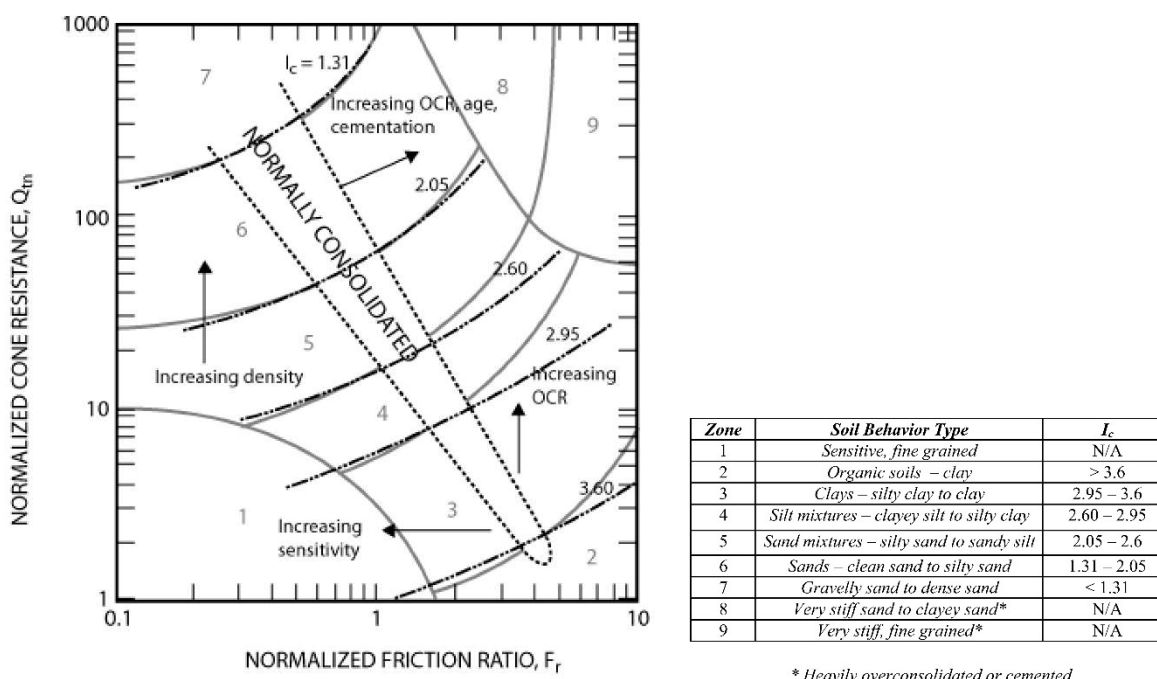 1000
100
10
1
0.1
1
10
NORMALIZED CONE RESISTANCE, Qtn
NORMALIZED FRICTION RATIO, Fr
7
Ic = 1.31
8
9
Increasing OCR, age,
cementation
NORMALLY CONSOLIDATED
2.05
6
2.60
5
2.95
Increasing density
Increasing
OCR
4
3.60
1
Increasing
sensitivity
3
2
Zone Soil Behavior Type Ic
1 Sensitive, fine grained N/A
2 Organic soils – clay > 3.6
3 Clays – silty clay to clay 2.95 – 3.6
4 Silt mixtures – clayey silt to silty clay 2.60 – 2.95
5 Sand mixtures – silty sand to sandy silt 2.05 – 2.6
6 Sands – clean sand to silty sand 1.31 – 2.05
7 Gravelly sand to dense sand < 1.31
8 Very stiff sand to clayey sand* N/A
9 Very stiff, fine grained* N/A
* Heavily overconsolidated or cemented